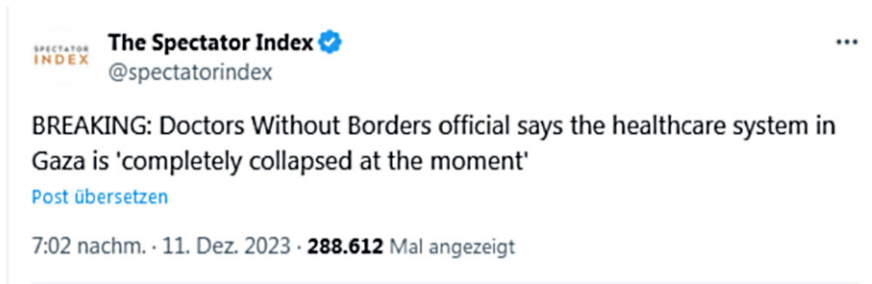 SPECTATOR
INDEX
The Spectator Index
@spectatorindex
BREAKING: Doctors Without Borders official says the healthcare system in
Gaza is 'completely collapsed at the moment'
Post übersetzen
7:02 nachm. · 11. Dez. 2023 · 288.612 Mal angezeigt